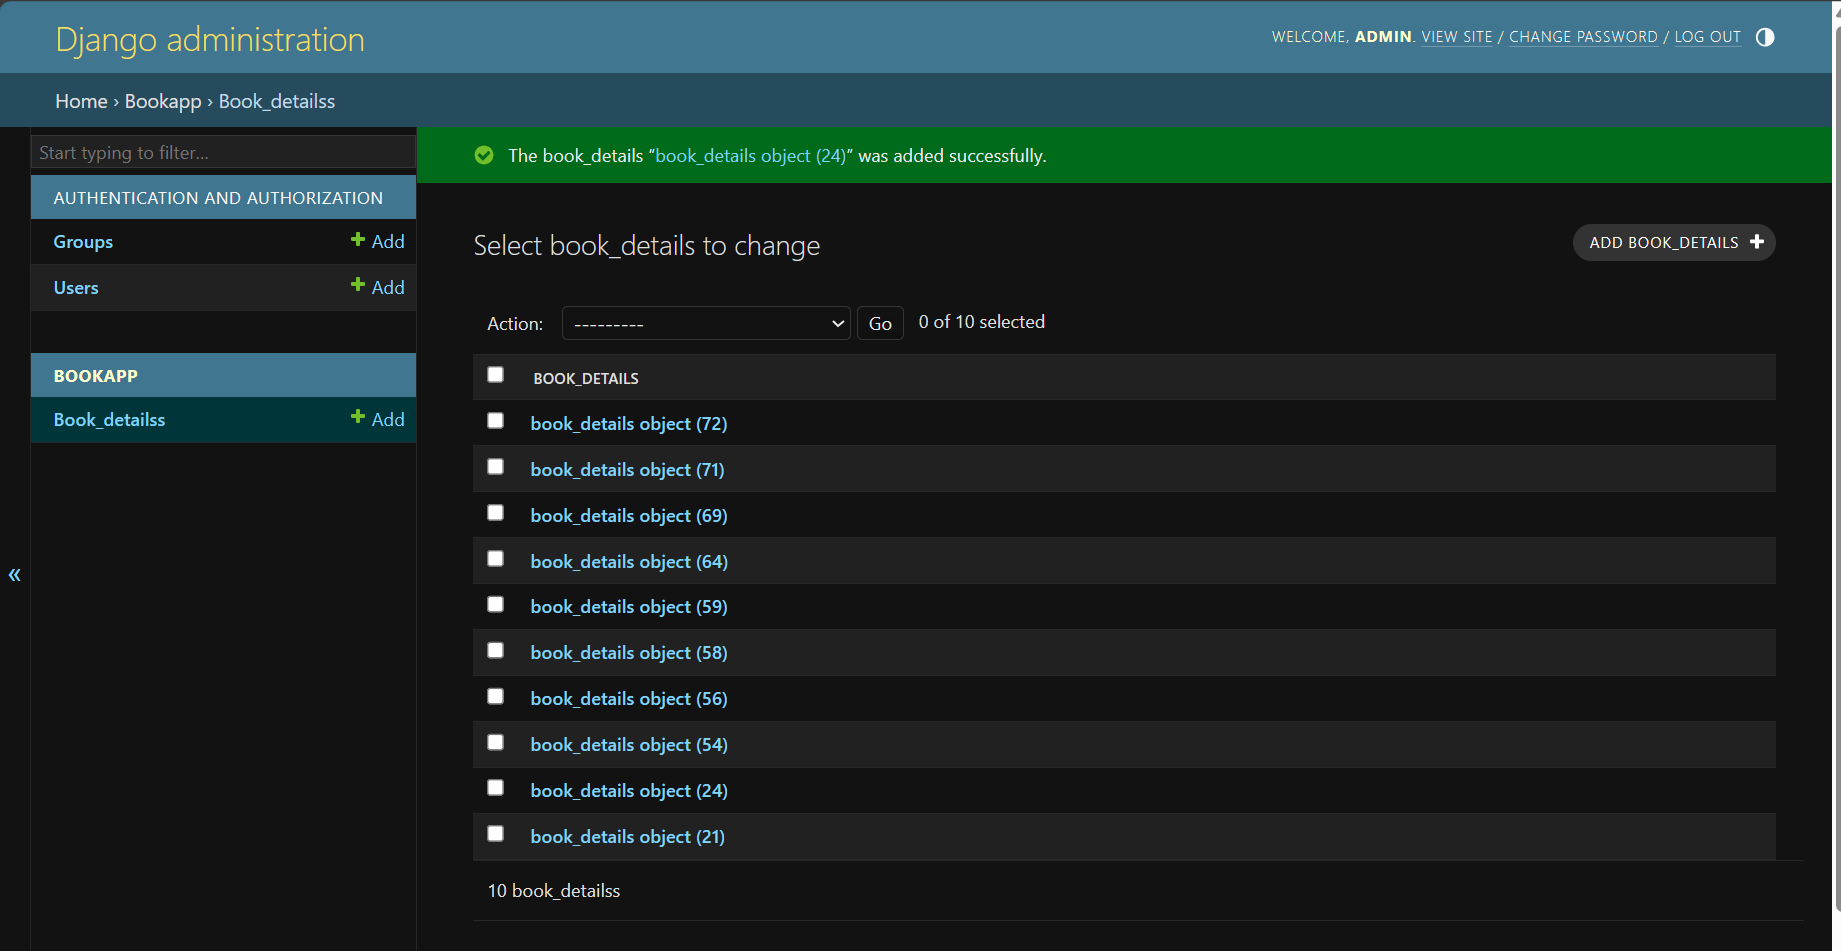 Django administration
WELCOME, ADMIN. VIEW SITE / CHANGE PASSWORD / LOG OUT
Home › Bookapp › Book_detailss
Start typing to filter...
AUTHENTICATION AND AUTHORIZATION
Groups + Add
Users + Add
BOOKAPP
Book_detailss + Add
«
The book_details “book_details object (24)” was added successfully.
Select book_details to change
ADD BOOK_DETAILS +
Action: --------- Go 0 of 10 selected
BOOK_DETAILS
book_details object (72)
book_details object (71)
book_details object (69)
book_details object (64)
book_details object (59)
book_details object (58)
book_details object (56)
book_details object (54)
book_details object (24)
book_details object (21)
10 book_detailss